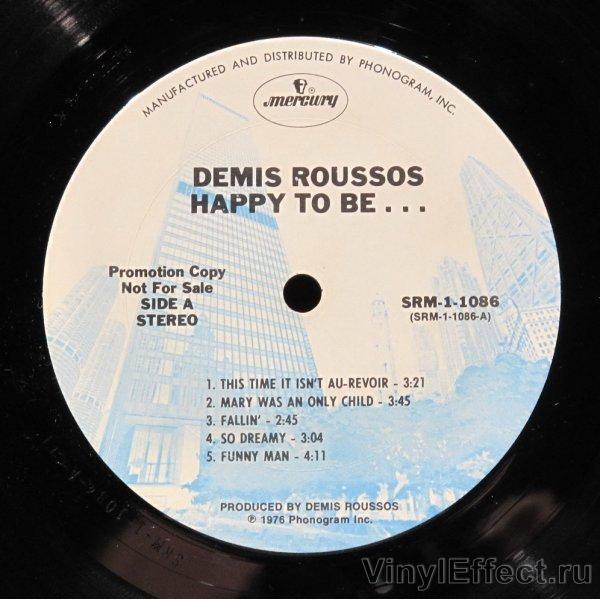 MANUFACTURED AND DISTRIBUTED BY PHONOGRAM, INC.
mercury
DEMIS ROUSSOS
HAPPY TO BE . . .
Promotion Copy
Not For Sale
SIDE A
STEREO
SRM-1-1086
(SRM-1-1086-A)
1. THIS TIME IT ISN'T AU-REVOIR - 3:21
2. MARY WAS AN ONLY CHILD - 3:45
3. FALLIN' - 2:45
4. SO DREAMY - 3:04
5. FUNNY MAN - 4:11
PRODUCED BY DEMIS ROUSSOS
℗ 1976 Phonogram Inc.
VinylEffect.ru